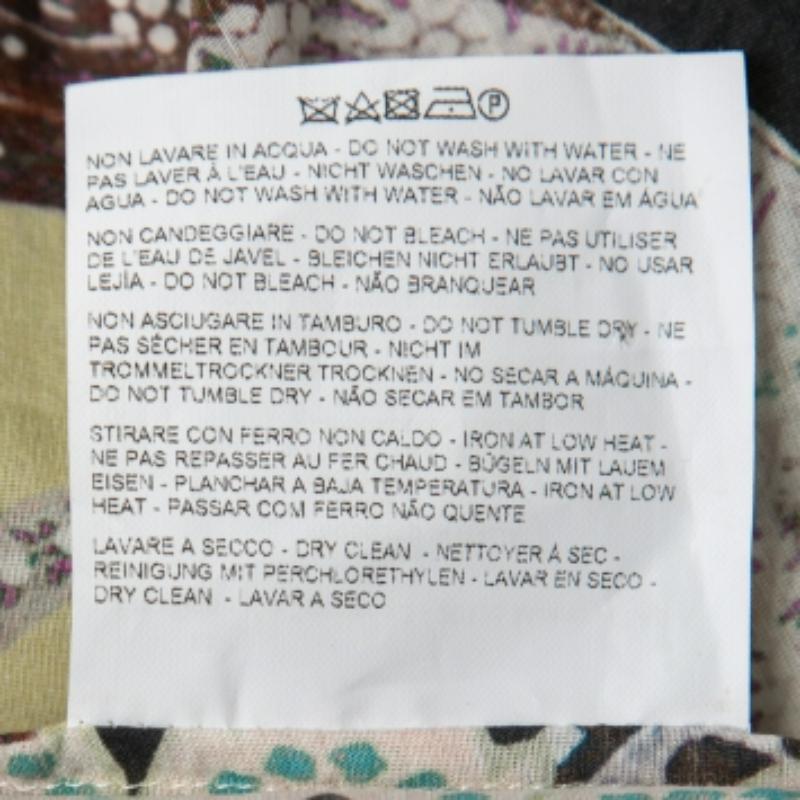 P
NON LAVARE IN ACQUA - DO NOT WASH WITH WATER - NE
PAS LAVER À L'EAU - NICHT WASCHEN - NO LAVAR CON
AGUA - DO NOT WASH WITH WATER - NÃO LAVAR EM ÁGUA
NON CANDEGGIARE - DO NOT BLEACH - NE PAS UTILISER
DE L'EAU DE JAVEL - BLEICHEN NICHT ERLAUBT - NO USAR
LEJÍA - DO NOT BLEACH - NÃO BRANQUEAR
NON ASCIUGARE IN TAMBURO - DO NOT TUMBLE DRY - NE
PAS SÉCHER EN TAMBOUR - NICHT IM
TROMMELTROCKNER TROCKNEN - NO SECAR A MÁQUINA -
DO NOT TUMBLE DRY - NÃO SECAR EM TAMBOR
STIRARE CON FERRO NON CALDO - IRON AT LOW HEAT -
NE PAS REPASSER AU FER CHAUD - BÜGELN MIT LAUEM
EISEN - PLANCHAR A BAJA TEMPERATURA - IRON AT LOW
HEAT - PASSAR COM FERRO NÃO QUENTE
LAVARE A SECCO - DRY CLEAN - NETTOYER À SEC -
REINIGUNG MIT PERCHLORETHYLEN - LAVAR EN SECO -
DRY CLEAN - LAVAR A SECO